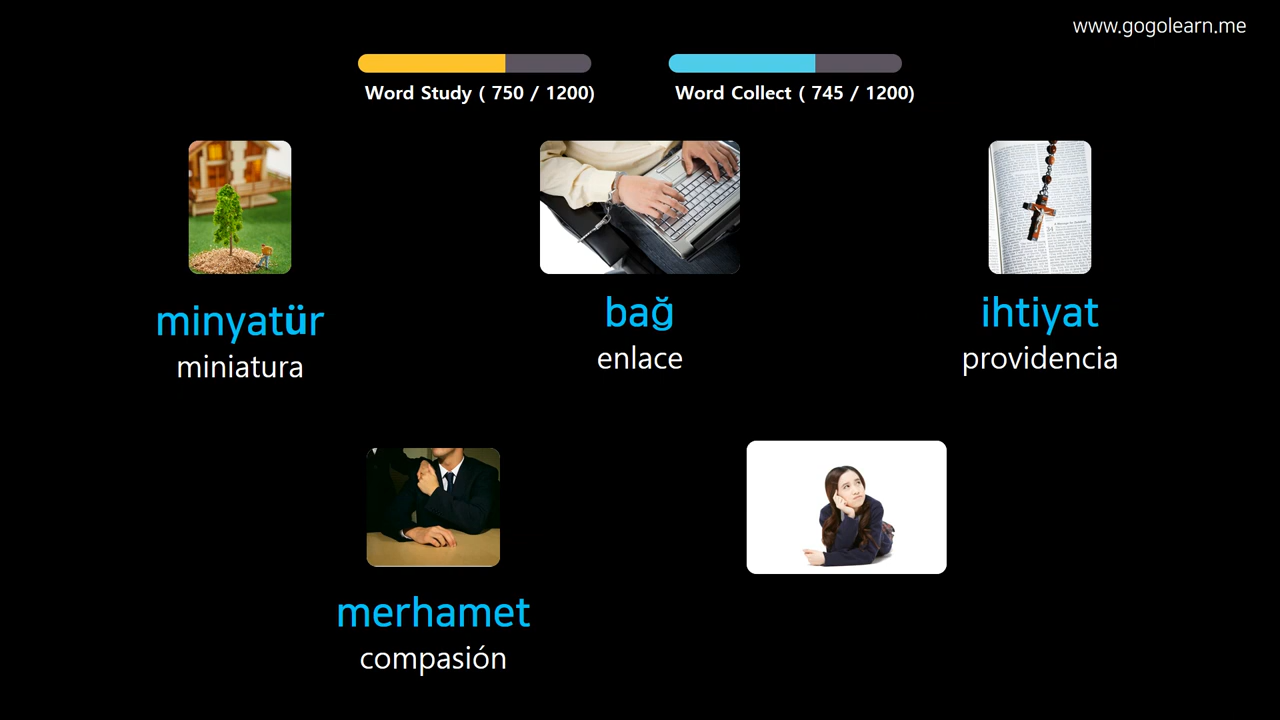 www.gogolearn.me
Word Study ( 750 / 1200)
Word Collect ( 745 / 1200)
minyatür
miniatura
bağ
enlace
ihtiyat
providencia
merhamet
compasión